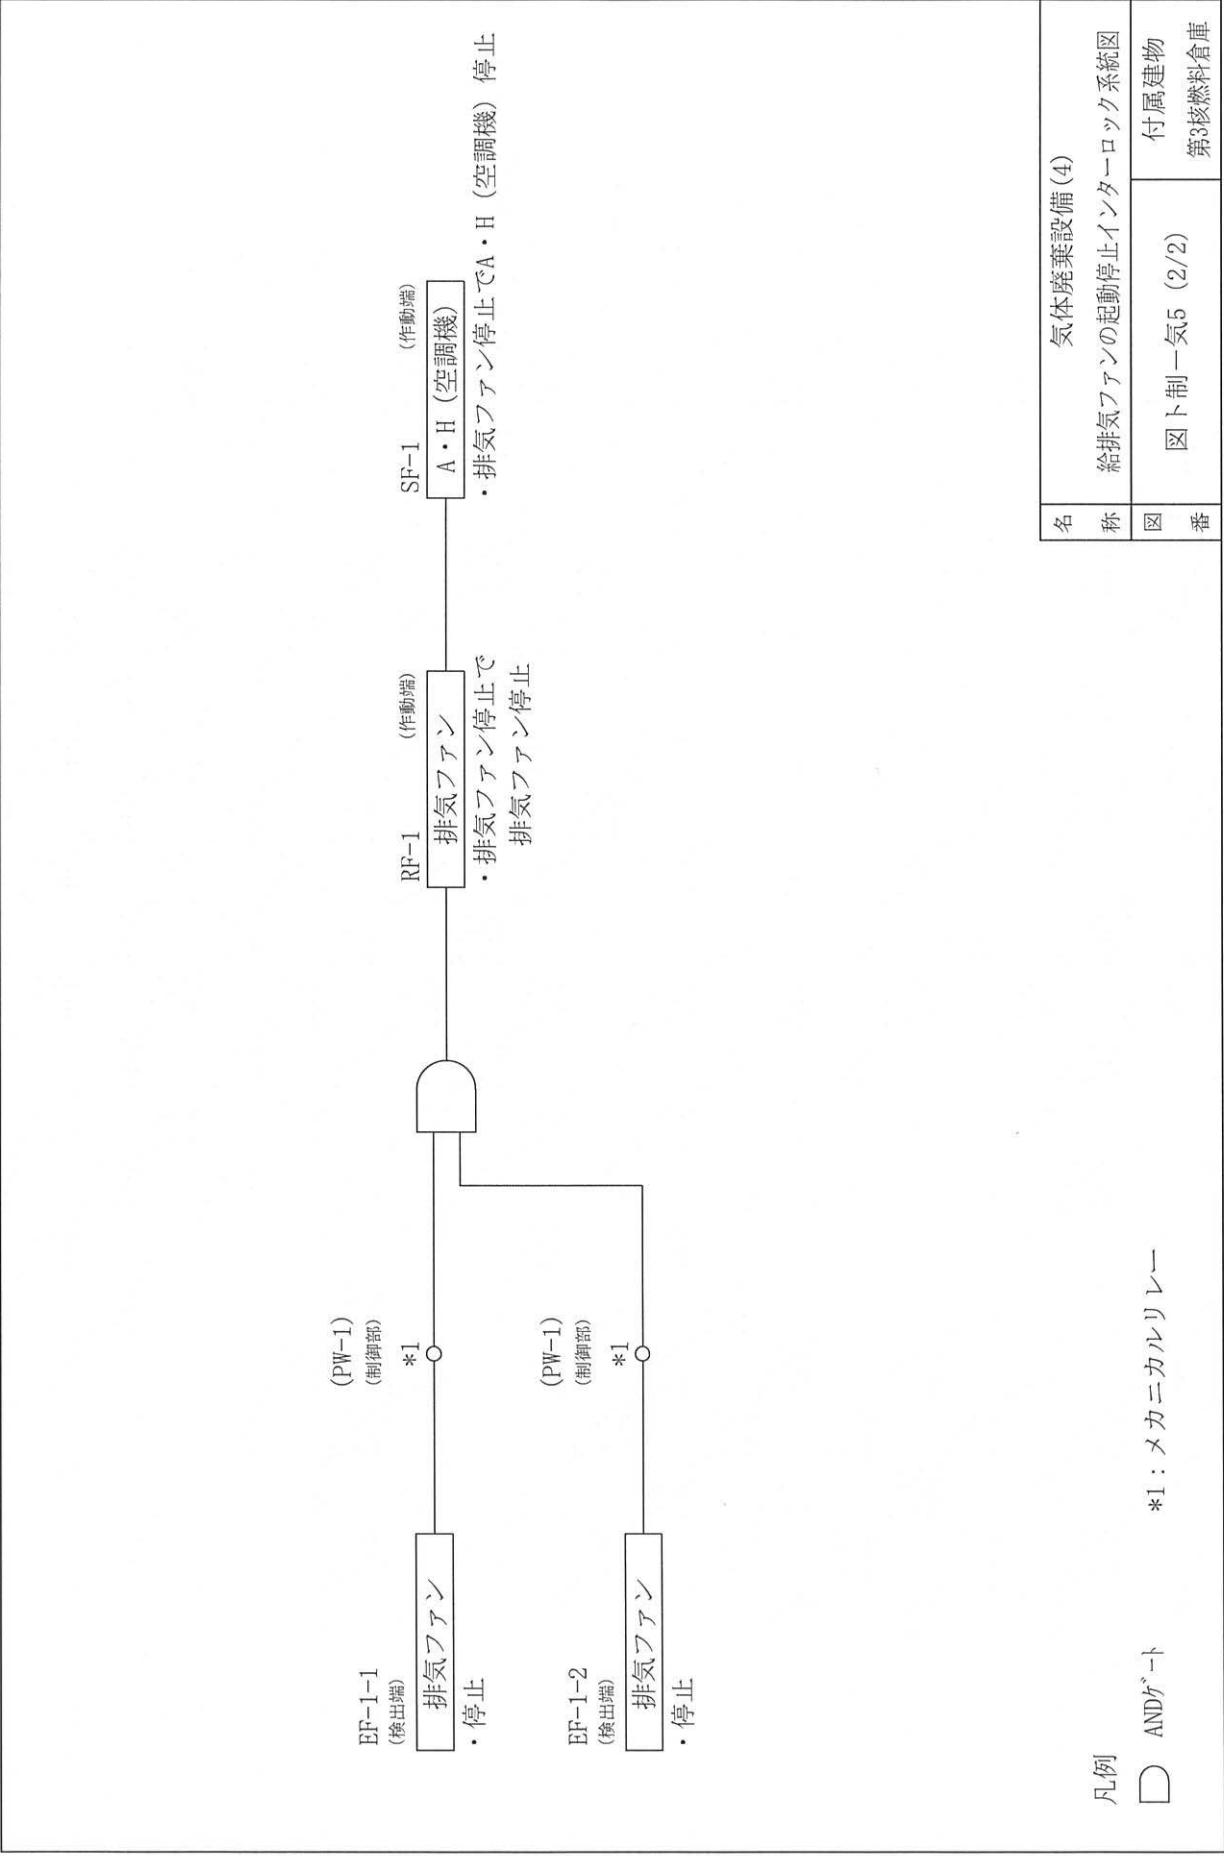 EF-1-1
(検出端)
排気ファン
・停止
(PW-1)
(制御部)
*1
EF-1-2
(検出端)
排気ファン
・停止
(PW-1)
(制御部)
*1
RF-1 (作動端)
排気ファン
・排気ファン停止で
排気ファン停止
SF-1 (作動端)
A・H (空調機)
・排気ファン停止でA・H (空調機) 停止
凡例
ANDゲート *1：メカニカルリレー
名称
気体廃棄設備(4)
給排気ファンの起動停止インターロック系統図
図番
図ト制―気5 (2/2)
付属建物
第3核燃料倉庫